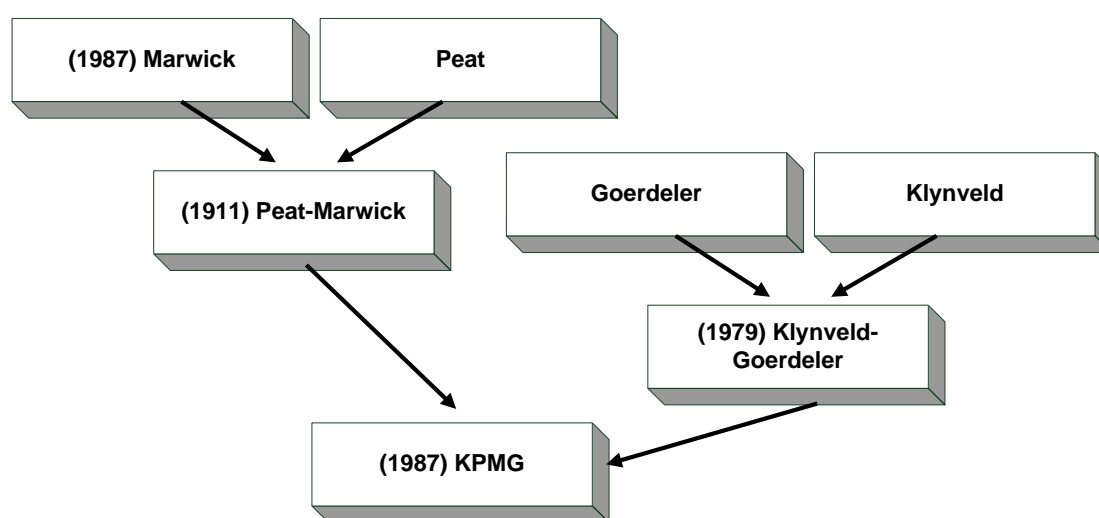 (1987) Marwick
Peat
(1911) Peat-Marwick
Goerdeler
Klynveld
(1979) Klynveld-
Goerdeler
(1987) KPMG